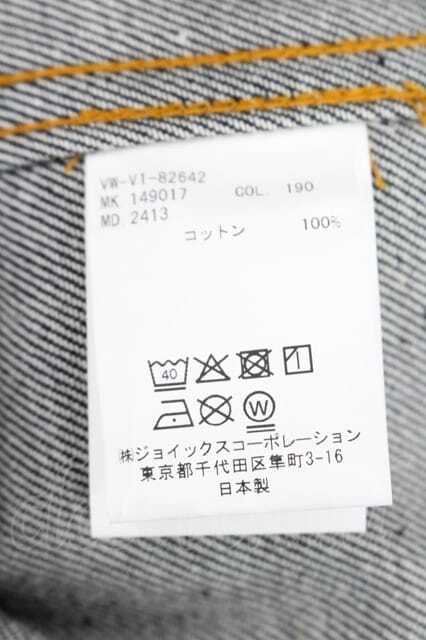 VW-V1-82642
MK 149017 COL. 190
MD 2413
コットン 100%
40
W
㈱ジョイックスコーポレーション
東京都千代田区隼町3-16
日本製